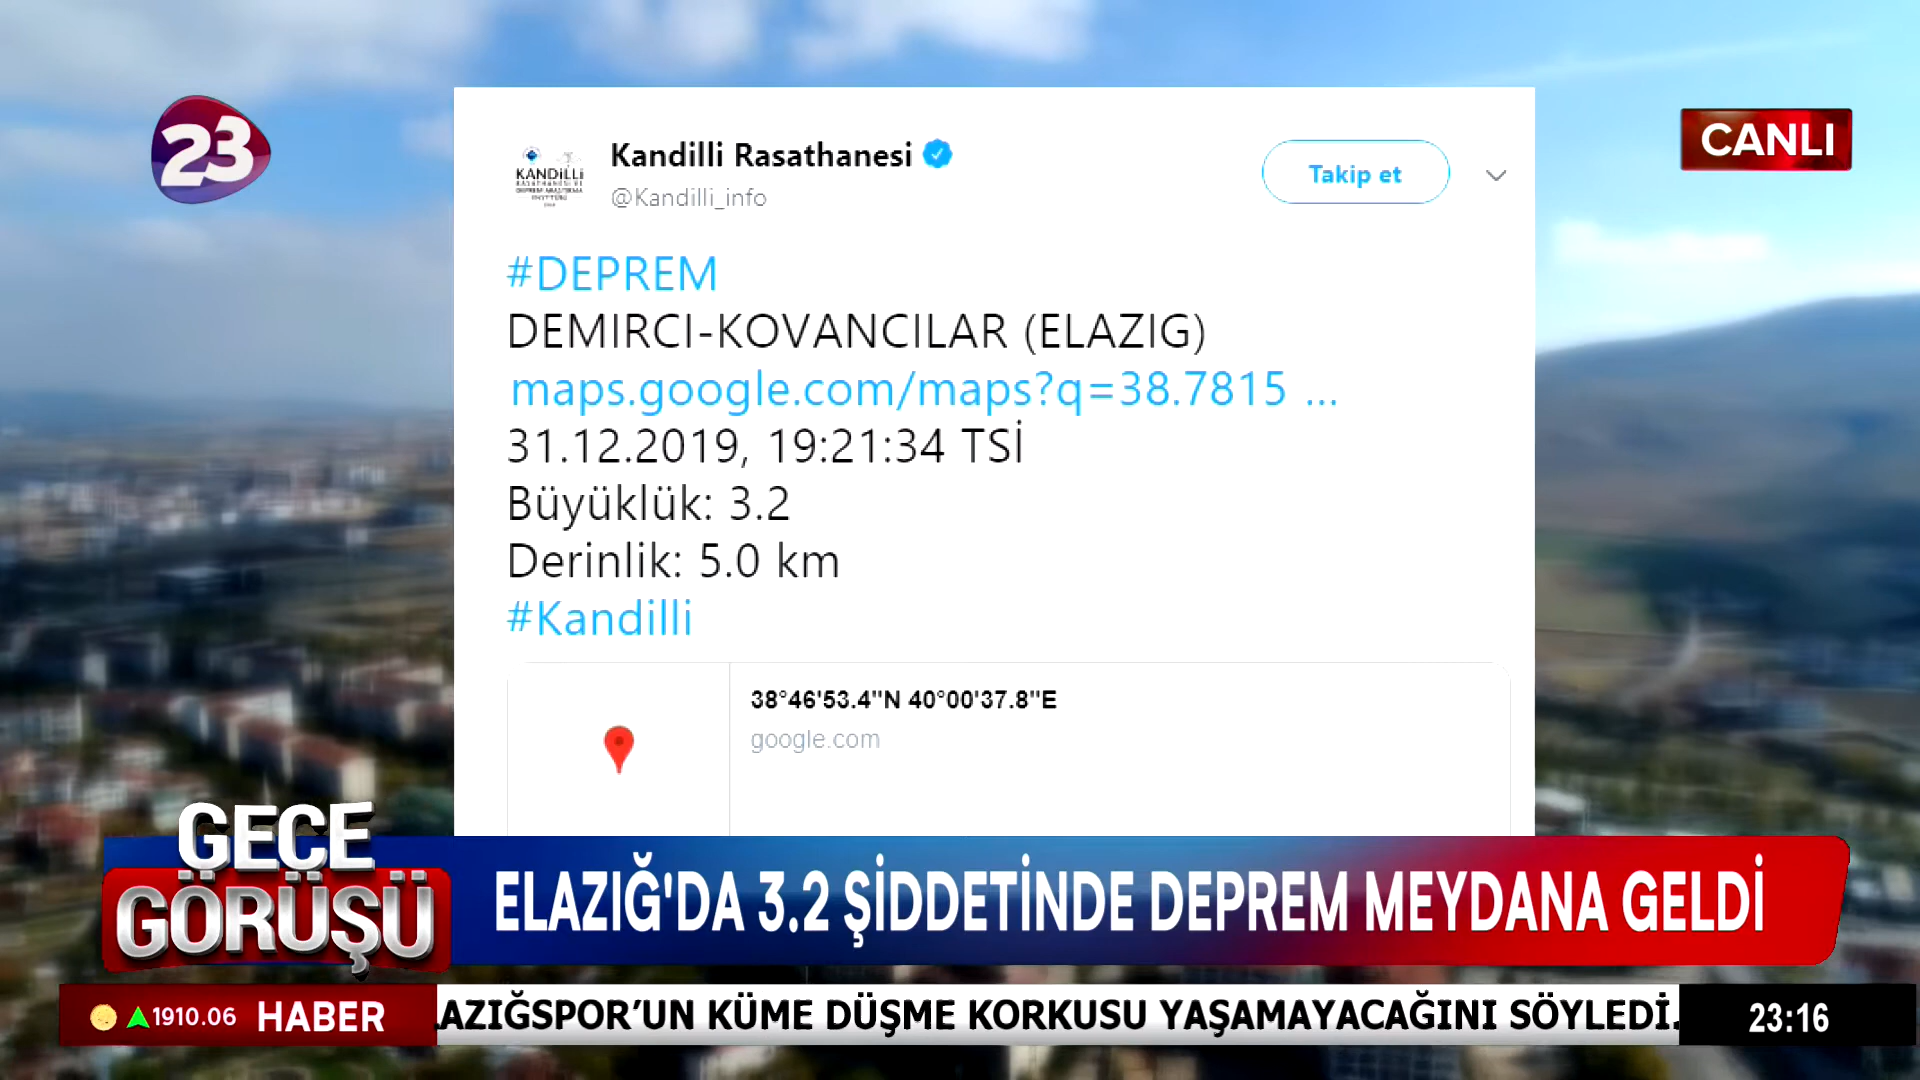 23
CANLI
KANDİLLİ
Kandilli Rasathanesi
@Kandilli_info
Takip et
#DEPREM
DEMIRCI-KOVANCILAR (ELAZIG)
maps.google.com/maps?q=38.7815 ...
31.12.2019, 19:21:34 TSİ
Büyüklük: 3.2
Derinlik: 5.0 km
#Kandilli
38°46'53.4"N 40°00'37.8"E
google.com
GECE
GÖRÜŞÜ
ELAZIĞ'DA 3.2 ŞİDDETİNDE DEPREM MEYDANA GELDİ
1910.06
HABER
LAZIĞSPOR’UN KÜME DÜŞME KORKUSU YAŞAMAYACAĞINI SÖYLEDİ.
23:16